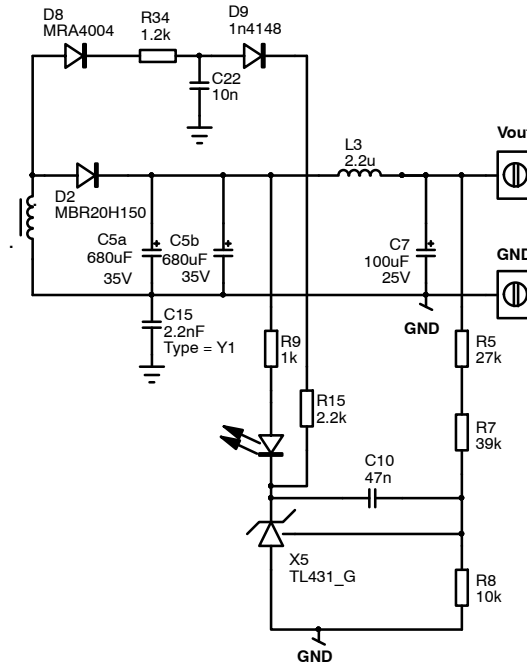 D8
MRA4004
R34
1.2k
D9
1n4148
C22
10n
L3
2.2u
Vout
D2
MBR20H150
C5a
680uF
35V
C5b
680uF
35V
C7
100uF
25V
GND
C15
2.2nF
Type = Y1
GND
R9
1k
R5
27k
R15
2.2k
R7
39k
C10
47n
X5
TL431_G
R8
10k
GND